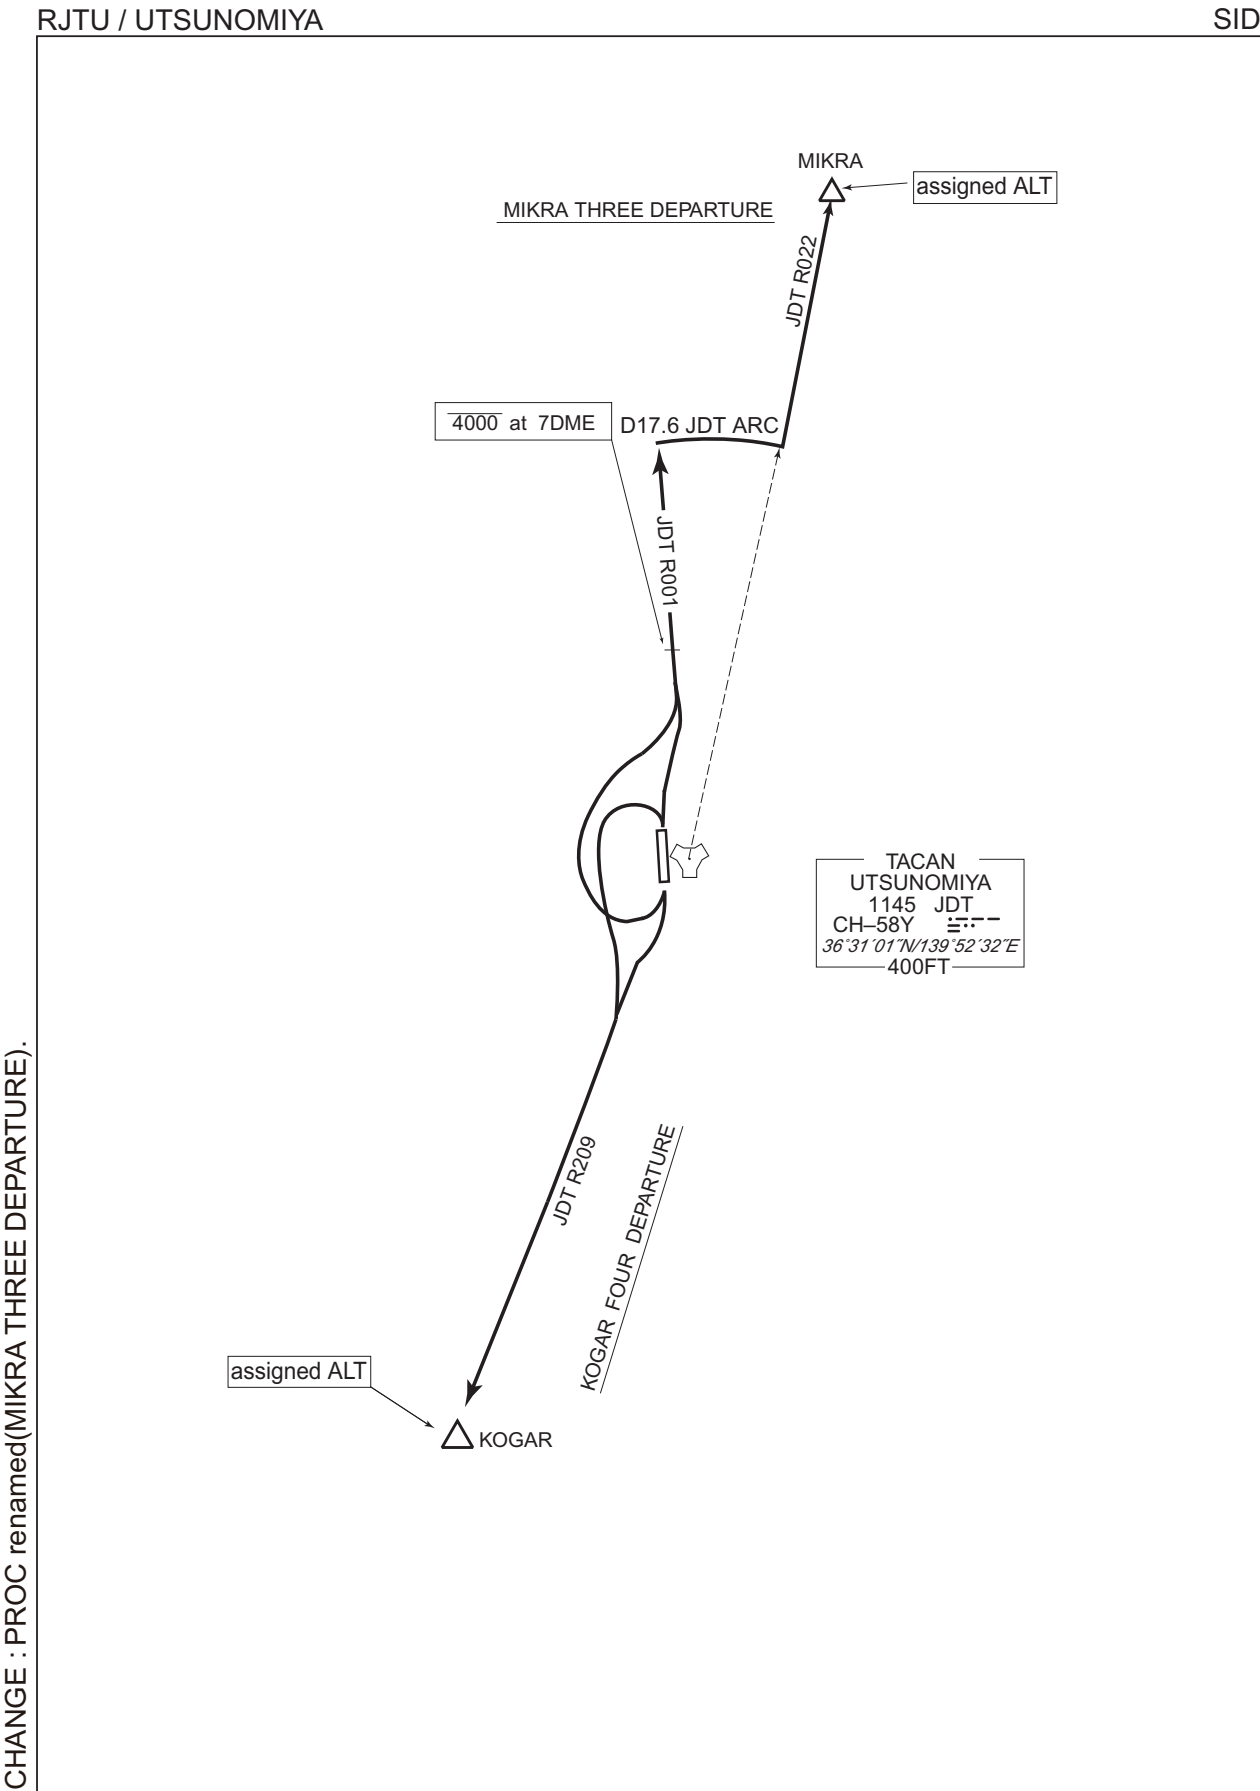 RJTU / UTSUNOMIYA
SID
MIKRA
assigned ALT
MIKRA THREE DEPARTURE
JDT R022
4000 at 7DME
D17.6 JDT ARC
JDT R001
TACAN
UTSUNOMIYA
1145 JDT
CH–58Y
36°31′01″N/139°52′32″E
400FT
JDT R209
KOGAR FOUR DEPARTURE
assigned ALT
KOGAR
CHANGE : PROC renamed(MIKRA THREE DEPARTURE).